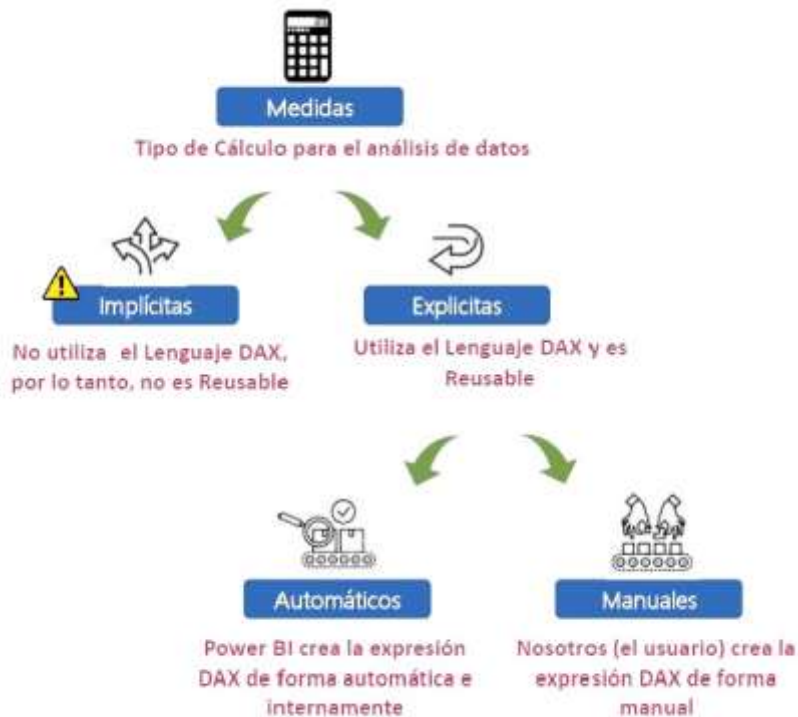 Medidas
Tipo de Cálculo para el análisis de datos
Implícitas
No utiliza el Lenguaje DAX,
por lo tanto, no es Reusable
Explicitas
Utiliza el Lenguaje DAX y es
Reusable
Automáticos
Power BI crea la expresión
DAX de forma automática e
internamente
Manuales
Nosotros (el usuario) crea la
expresión DAX de forma
manual